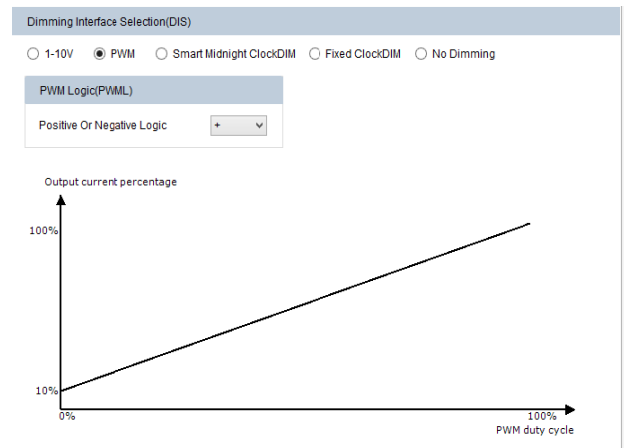 Dimming Interface Selection(DIS)
1-10V PWM Smart Midnight ClockDIM Fixed ClockDIM No Dimming
PWM Logic(PWML)
Positive Or Negative Logic +
Output current percentage
100%
10%
0% 100%
PWM duty cycle